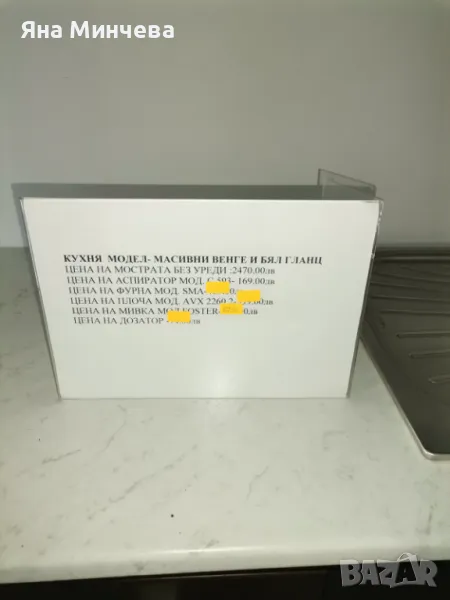 Яна Минчева
КУХНЯ МОДЕЛ- МАСИВНИ ВЕНГЕ И БЯЛ ГЛАНЦ
ЦЕНА НА МОСТРАТА БЕЗ УРЕДИ :2470.00лв
ЦЕНА НА АСПИРАТОР МОД. 169.00лв
ЦЕНА НА ФУРНА МОД. SMA-
ЦЕНА НА ПЛОЧА МОД. AVX 2260
ЦЕНА НА МИВКА МОД FOSTER-
ЦЕНА НА ДОЗАТОР
BAZAR